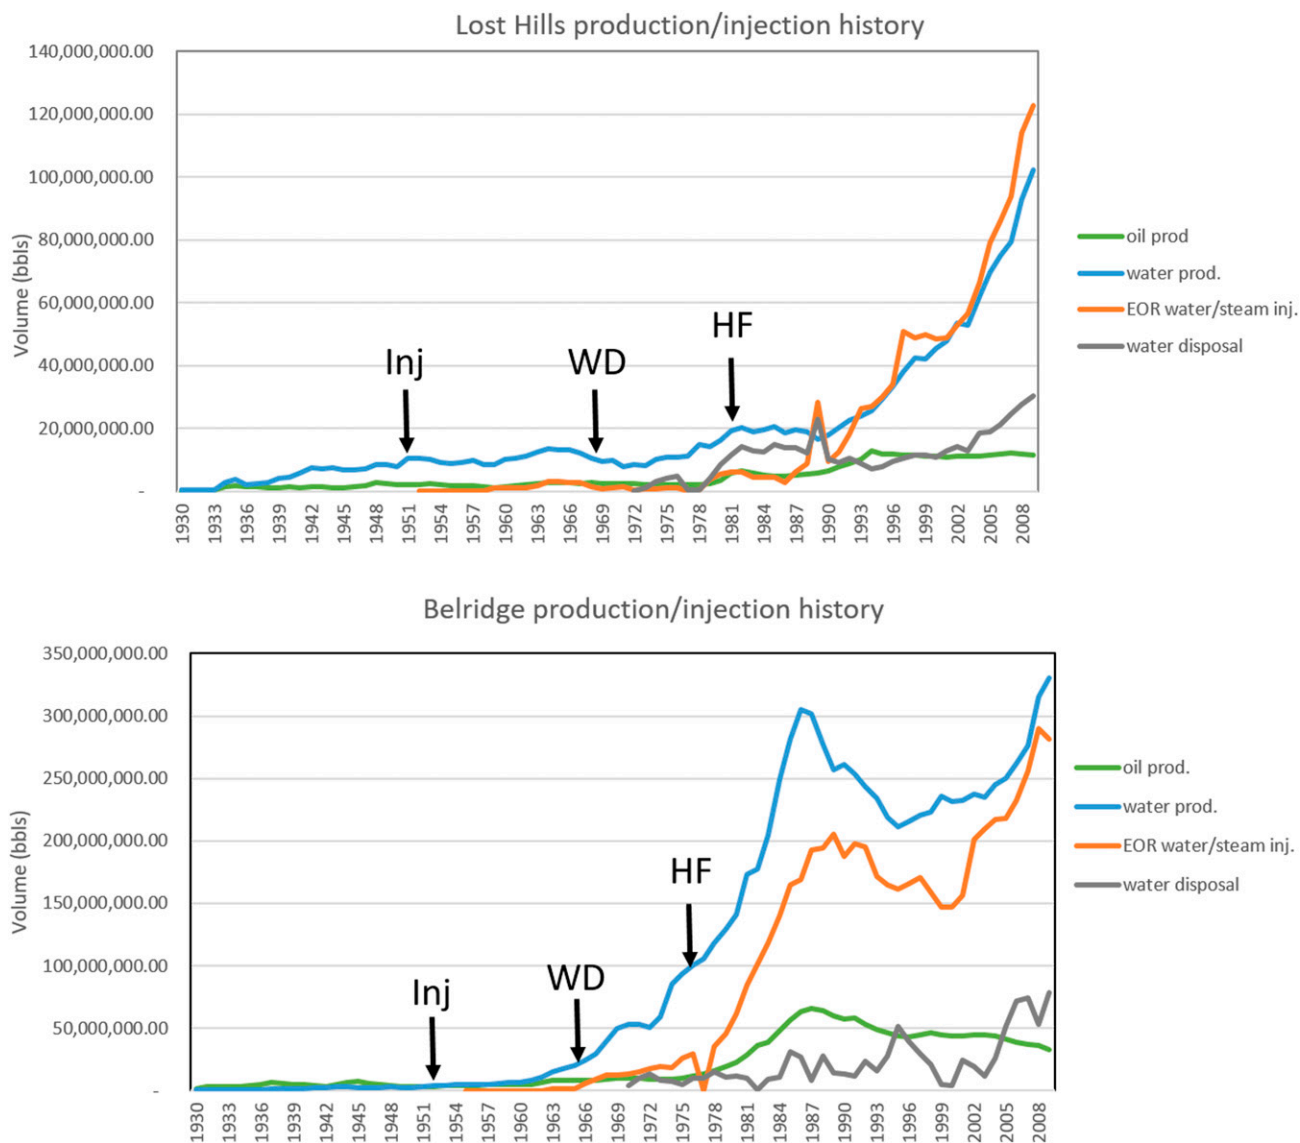 Lost Hills production/injection history
140,000,000.00
120,000,000.00
100,000,000.00
80,000,000.00
60,000,000.00
40,000,000.00
20,000,000.00
-
Volume (bbls)
Inj
WD
HF
oil prod
water prod.
EOR water/steam inj.
water disposal
1930 1933 1936 1939 1942 1945 1948 1951 1954 1957 1960 1963 1966 1969 1972 1975 1978 1981 1984 1987 1990 1993 1996 1999 2002 2005 2008
Belridge production/injection history
350,000,000.00
300,000,000.00
250,000,000.00
200,000,000.00
150,000,000.00
100,000,000.00
50,000,000.00
-
Volume (bbls)
Inj
WD
HF
oil prod.
water prod.
EOR water/steam inj.
water disposal
1930 1933 1936 1939 1942 1945 1948 1951 1954 1957 1960 1963 1966 1969 1972 1975 1978 1981 1984 1987 1990 1993 1996 1999 2002 2005 2008